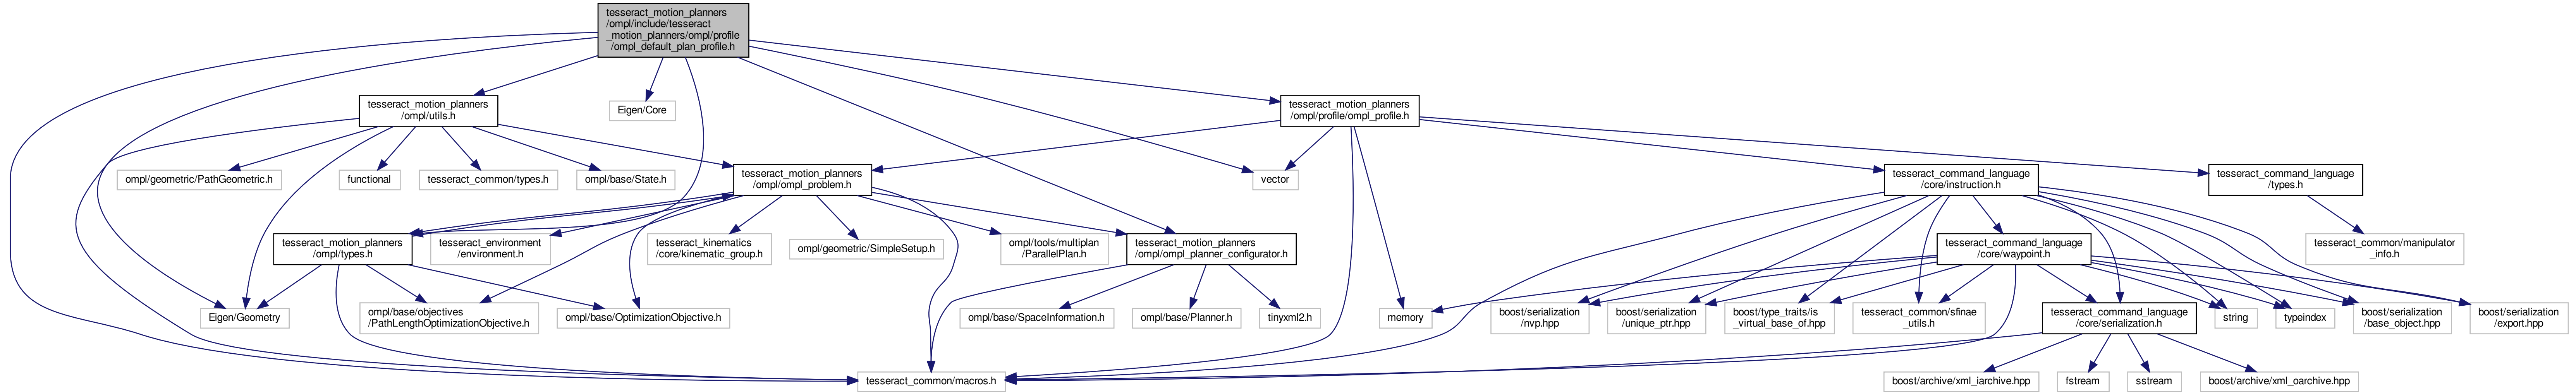 tesseract_motion_planners
/ompl/include/tesseract
_motion_planners/ompl/profile
/ompl_default_plan_profile.h
tesseract_motion_planners
/ompl/utils.h
Eigen/Core
tesseract_motion_planners
/ompl/profile/ompl_profile.h
ompl/geometric/PathGeometric.h
functional
tesseract_common/types.h
ompl/base/State.h
tesseract_motion_planners
/ompl/ompl_problem.h
vector
tesseract_command_language
/core/instruction.h
tesseract_command_language
/types.h
tesseract_motion_planners
/ompl/types.h
tesseract_environment
/environment.h
tesseract_kinematics
/core/kinematic_group.h
ompl/geometric/SimpleSetup.h
ompl/tools/multiplan
/ParallelPlan.h
tesseract_motion_planners
/ompl/ompl_planner_configurator.h
tesseract_command_language
/core/waypoint.h
tesseract_common/manipulator
_info.h
Eigen/Geometry
ompl/base/objectives
/PathLengthOptimizationObjective.h
ompl/base/OptimizationObjective.h
ompl/base/SpaceInformation.h
ompl/base/Planner.h
tinyxml2.h
memory
boost/serialization
/nvp.hpp
boost/serialization
/unique_ptr.hpp
boost/type_traits/is
_virtual_base_of.hpp
tesseract_common/sfinae
_utils.h
tesseract_command_language
/core/serialization.h
string
typeindex
boost/serialization
/base_object.hpp
boost/serialization
/export.hpp
tesseract_common/macros.h
boost/archive/xml_iarchive.hpp
fstream
sstream
boost/archive/xml_oarchive.hpp